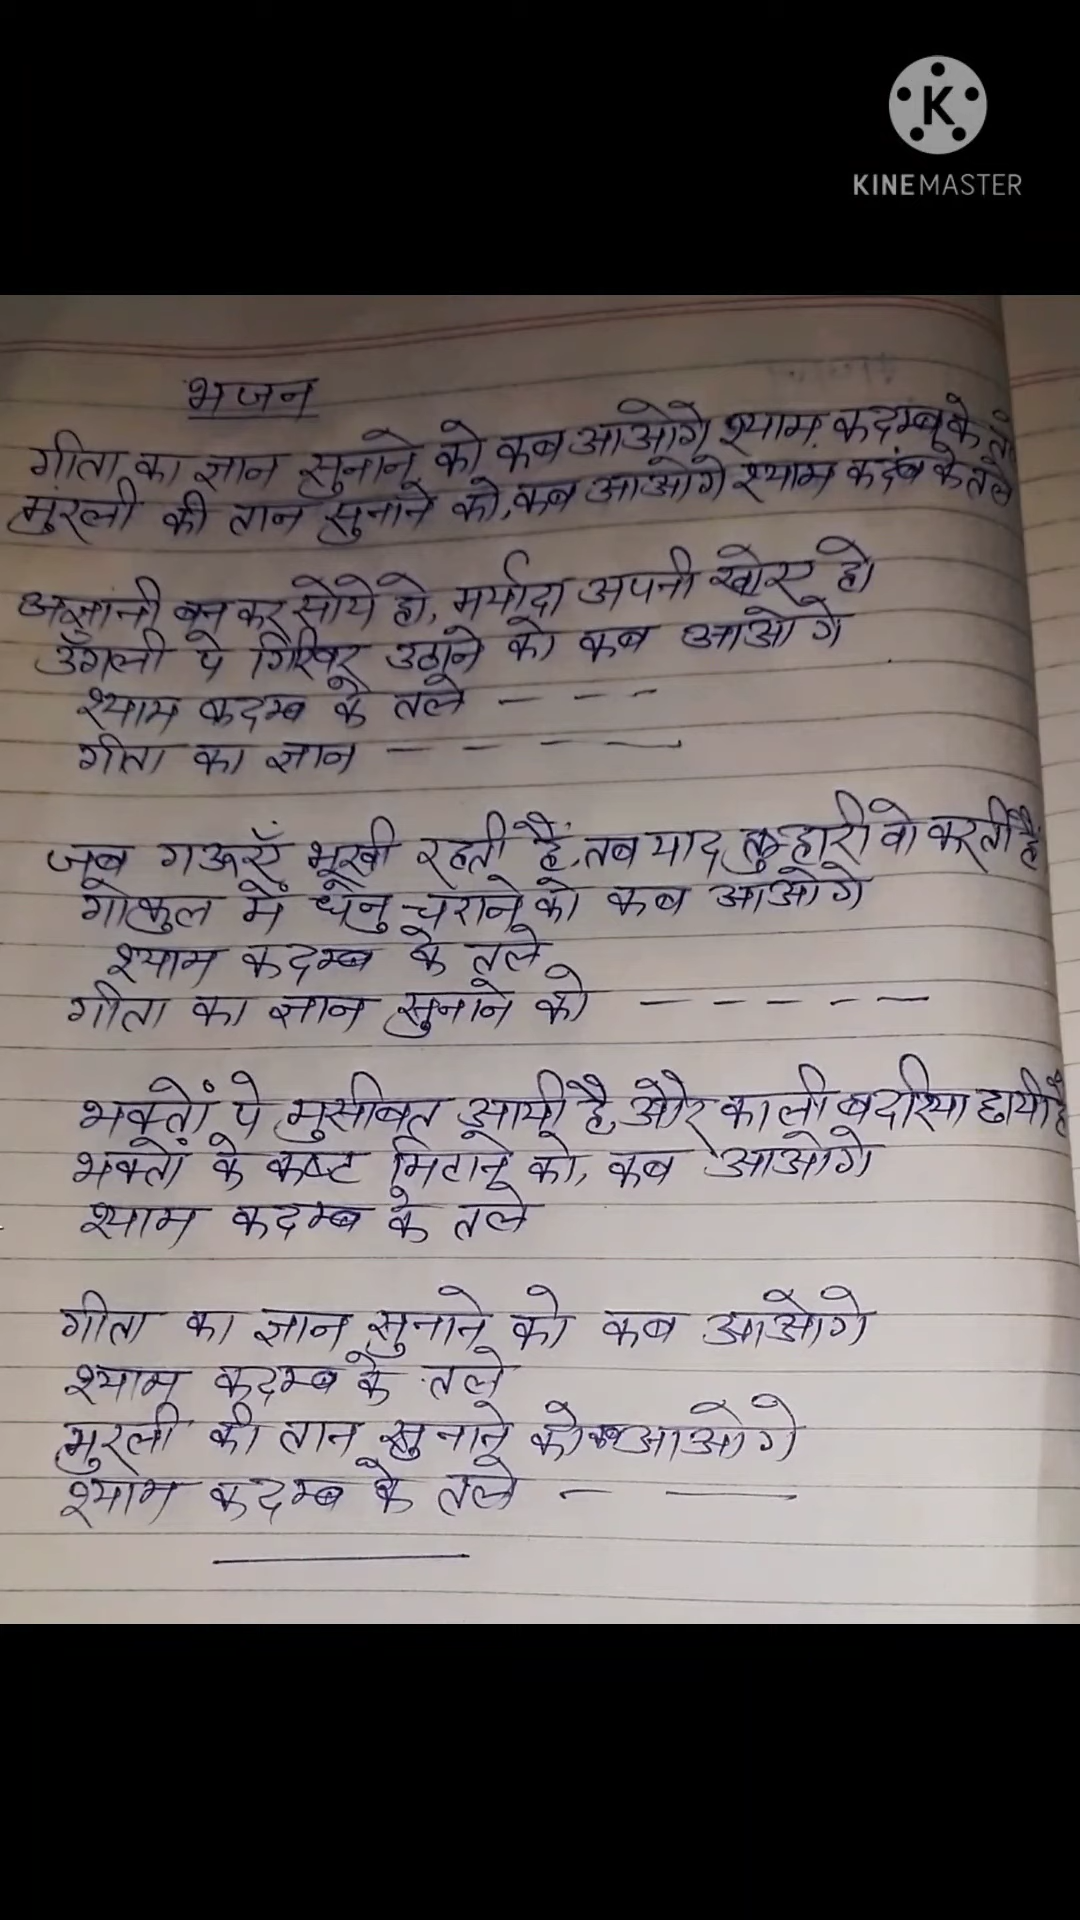 K
KINEMASTER
भजन
गीता का ज्ञान सुनाने को कब आओगे श्याम कदम्ब के
मुरली की तान सुनाने को, कब आओगे श्याम कदंब के तले
अज्ञानी बन कर सोये हो, मर्यादा अपनी खोए हो
उँगली पे गिरिवर उठाने को कब आओगे
श्याम कदम्ब के तले - - - -
गीता का ज्ञान - - - -
जब गऊएँ भूखी रहती हैं, तब याद तुम्हारी वो करती हैं
गोकुल में धेनु चराने को कब आओगे
श्याम कदम्ब के तले
गीता का ज्ञान सुनाने को - - - - -
भक्तों पे मुसीबत आयी है, और काली बदरिया छायी है
भक्तों के कष्ट मिटाने को, कब आओगे
श्याम कदम्ब के तले
गीता का ज्ञान सुनाने को कब आओगे
श्याम कदम्ब के तले
मुरली की तान सुनाने को कब आओगे
श्याम कदम्ब के तले - —